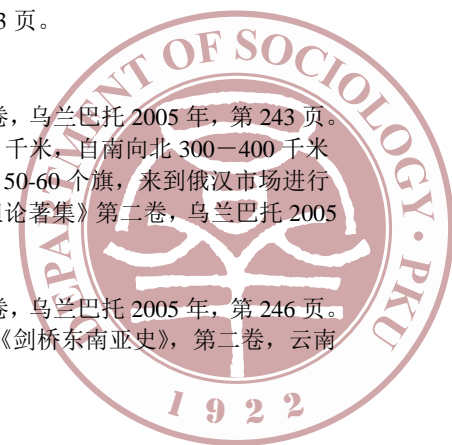 3 页。
卷，乌兰巴托 2005 年，第 243 页。
千米，自南向北 300－400 千米
50-60 个旗，来到俄汉市场进行
论著集》第二卷，乌兰巴托 2005
卷，乌兰巴托 2005 年，第 246 页。
《剑桥东南亚史》，第二卷，云南
DEPARTMENT OF SOCIOLOGY · PKU
1922